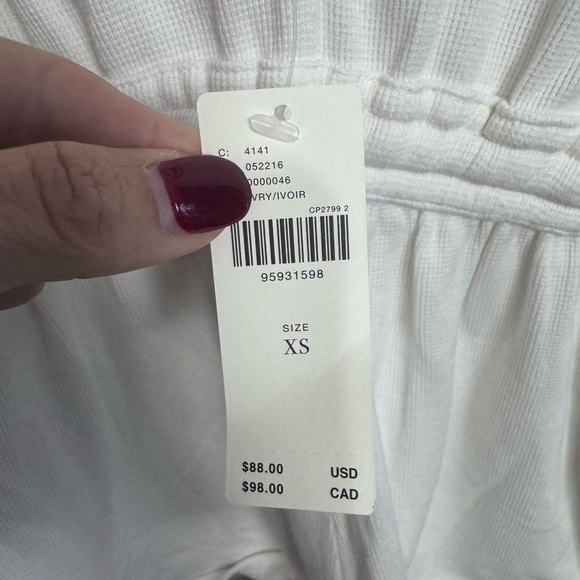 C: 4141
052216
0000046
VRY/IVOIR
CP2799 2
95931598
SIZE
XS
$88.00 USD
$98.00 CAD